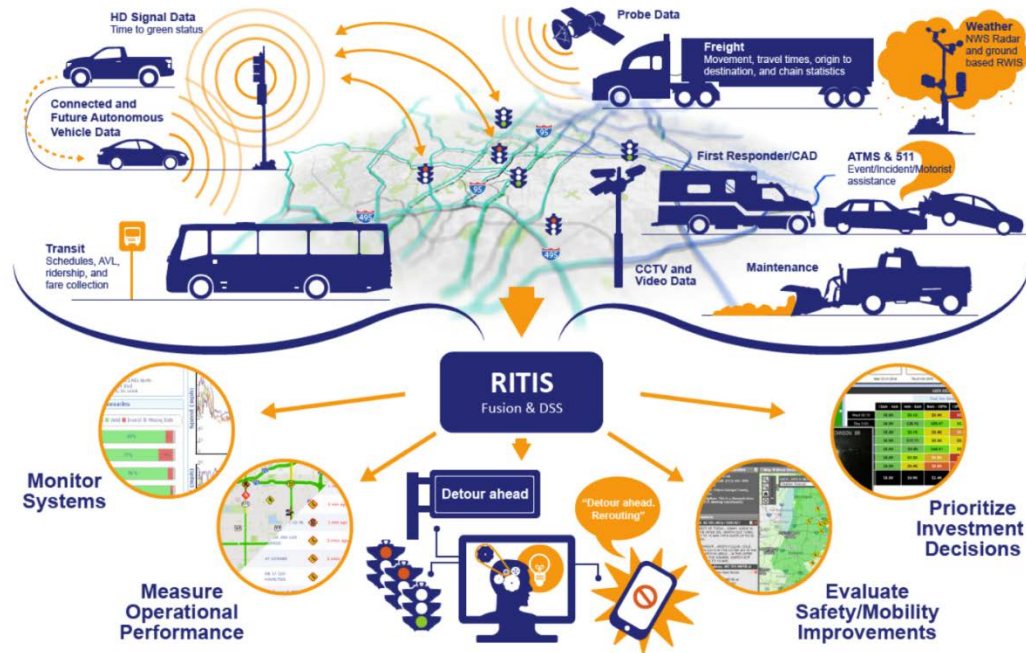 HD Signal Data
Time to green status
Connected and
Future Autonomous
Vehicle Data
Transit
Schedules, AVL,
ridership, and
fare collection
Probe Data
Freight
Movement, travel times, origin to
destination, and chain statistics
Weather
NWS Radar
and ground
based RWIS
First Responder/CAD
ATMS & 511
Event/Incident/Motorist
assistance
CCTV and
Video Data
Maintenance
95
95
495
495
RITIS
Fusion & DSS
Monitor
Systems
Measure
Operational
Performance
Detour ahead
"Detour ahead.
Rerouting"
Evaluate
Safety/Mobility
Improvements
Prioritize
Investment
Decisions